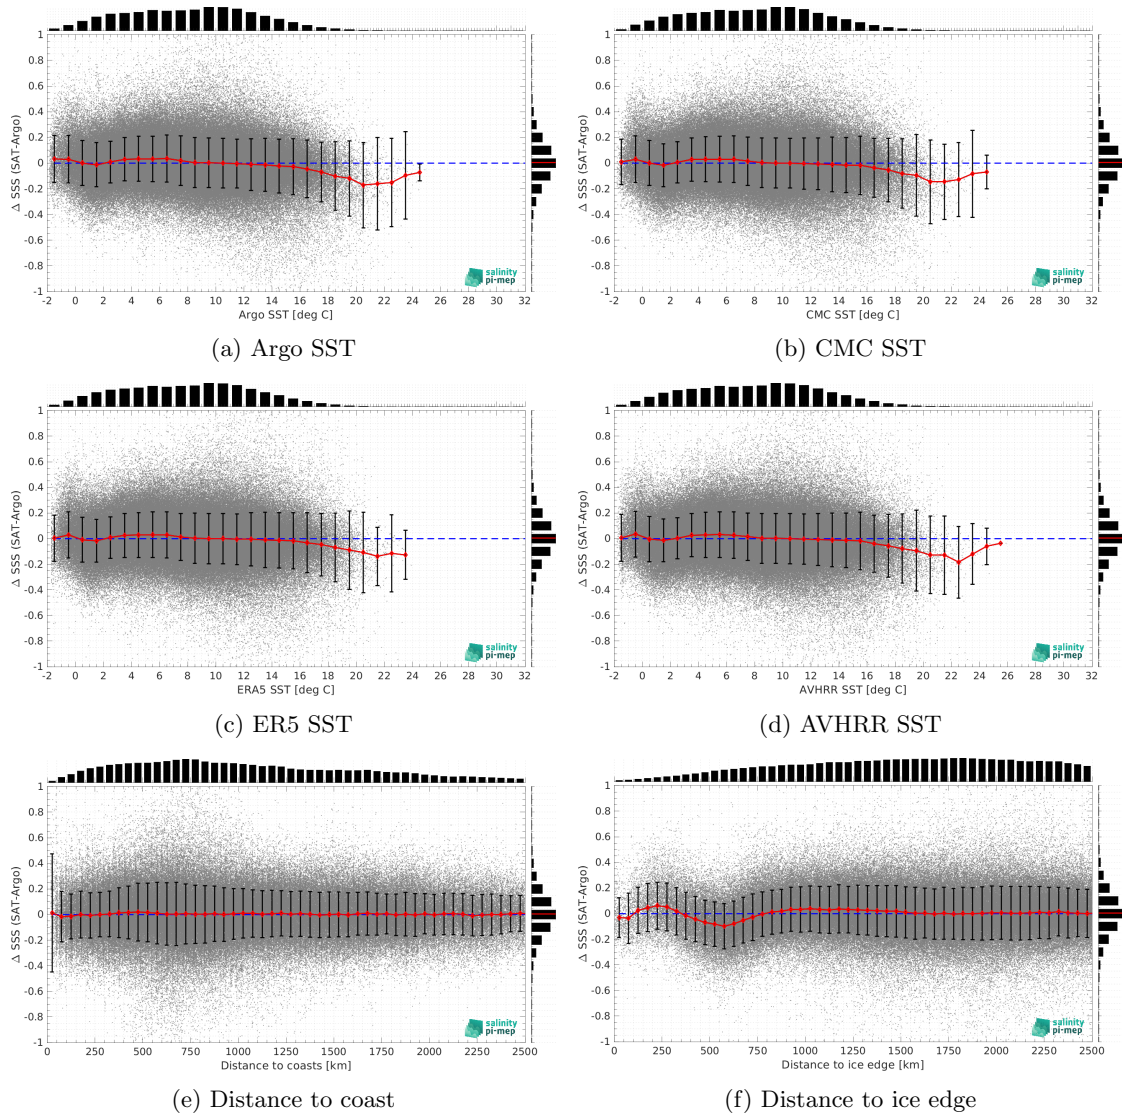 1
0.8
0.6
0.4
0.2
0
-0.2
-0.4
-0.6
-0.8
-1
Δ SSS (SAT-Argo)
salinity
pi-mep
-2 0 2 4 6 8 10 12 14 16 18 20 22 24 26 28 30 32
Argo SST [deg C]
(a) Argo SST
1
0.8
0.6
0.4
0.2
0
-0.2
-0.4
-0.6
-0.8
-1
Δ SSS (SAT-Argo)
salinity
pi-mep
-2 0 2 4 6 8 10 12 14 16 18 20 22 24 26 28 30 32
CMC SST [deg C]
(b) CMC SST
1
0.8
0.6
0.4
0.2
0
-0.2
-0.4
-0.6
-0.8
-1
Δ SSS (SAT-Argo)
salinity
pi-mep
-2 0 2 4 6 8 10 12 14 16 18 20 22 24 26 28 30 32
ERA5 SST [deg C]
(c) ER5 SST
1
0.8
0.6
0.4
0.2
0
-0.2
-0.4
-0.6
-0.8
-1
Δ SSS (SAT-Argo)
salinity
pi-mep
-2 0 2 4 6 8 10 12 14 16 18 20 22 24 26 28 30 32
AVHRR SST [deg C]
(d) AVHRR SST
1
0.8
0.6
0.4
0.2
0
-0.2
-0.4
-0.6
-0.8
-1
Δ SSS (SAT-Argo)
salinity
pi-mep
0 250 500 750 1000 1250 1500 1750 2000 2250 2500
Distance to coasts [km]
(e) Distance to coast
1
0.8
0.6
0.4
0.2
0
-0.2
-0.4
-0.6
-0.8
-1
Δ SSS (SAT-Argo)
salinity
pi-mep
0 250 500 750 1000 1250 1500 1750 2000 2250 2500
Distance to ice edge [km]
(f) Distance to ice edge